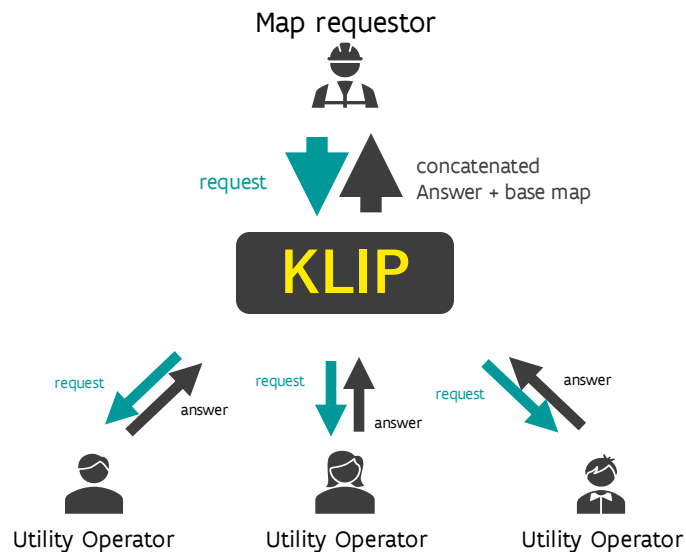 Map requestor
request
concatenated
Answer + base map
KLIP
request
answer
request
answer
request
answer
Utility Operator
Utility Operator
Utility Operator